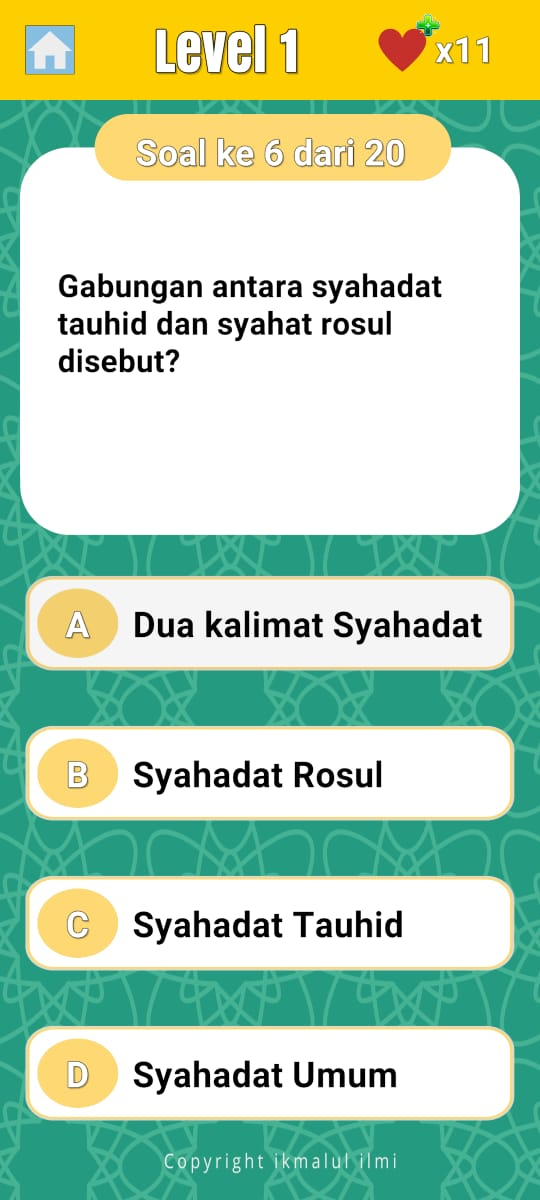 Level 1
x11
Soal ke 6 dari 20
Gabungan antara syahadat
tauhid dan syahat rosul
disebut?
A Dua kalimat Syahadat
B Syahadat Rosul
C Syahadat Tauhid
D Syahadat Umum
Copyright ikmalul ilmi